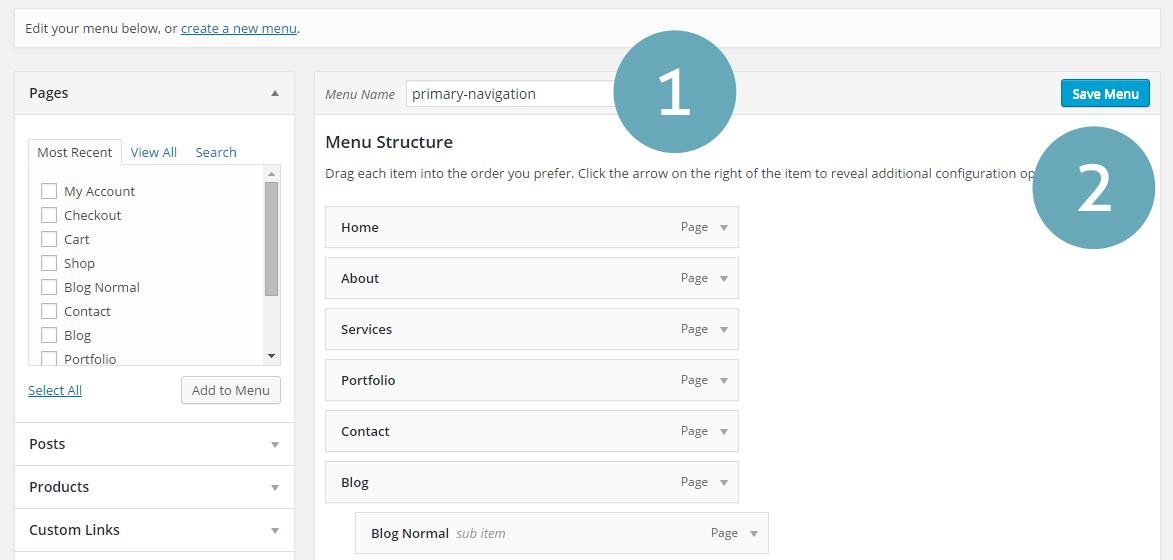 Edit your menu below, or create a new menu.
Pages
Most Recent View All Search
My Account
Checkout
Cart
Shop
Blog Normal
Contact
Blog
Portfolio
Select All Add to Menu
Posts
Products
Custom Links
Menu Name primary-navigation 1 Save Menu
Menu Structure
Drag each item into the order you prefer. Click the arrow on the right of the item to reveal additional configuration
2
Home Page
About Page
Services Page
Portfolio Page
Contact Page
Blog Page
Blog Normal sub item Page